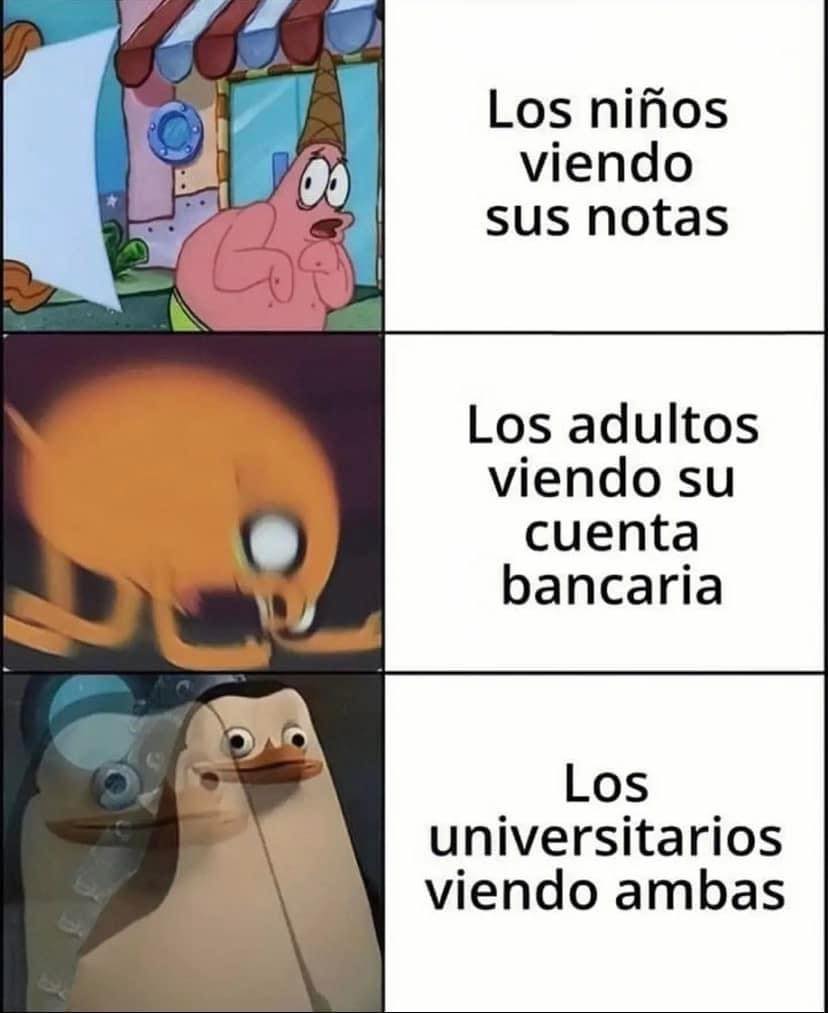 Los niños
viendo
sus notas
Los adultos
viendo su
cuenta
bancaria
Los
universitarios
viendo ambas